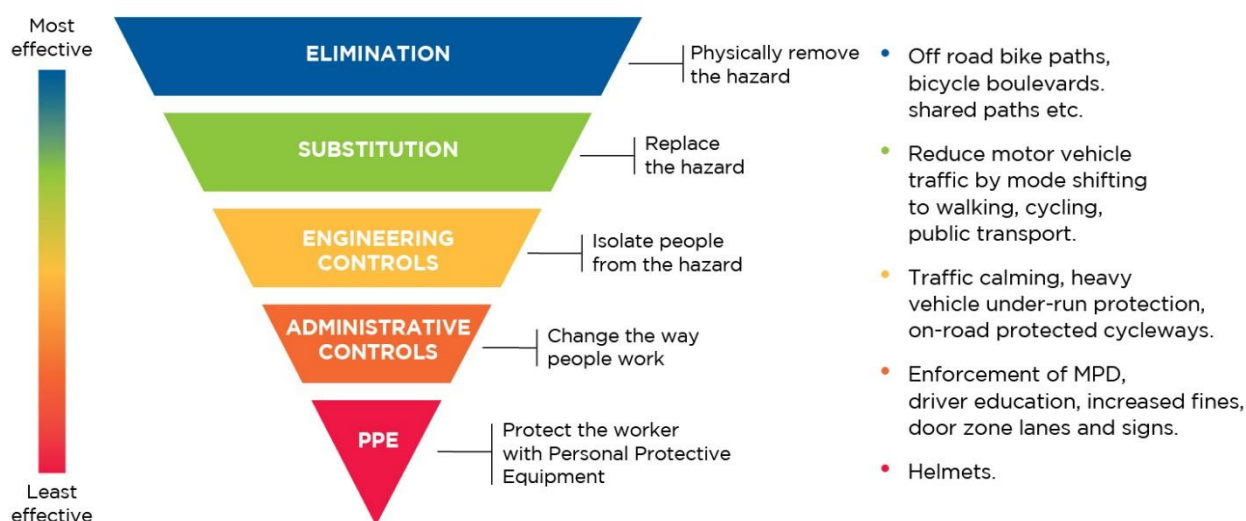 Most
effective
ELIMINATION
Physically remove
the hazard
SUBSTITUTION
Replace
the hazard
ENGINEERING
CONTROLS
Isolate people
from the hazard
ADMINISTRATIVE
CONTROLS
Change the way
people work
PPE
Protect the worker
with Personal Protective
Equipment
Least
effective
• Off road bike paths,
bicycle boulevards.
shared paths etc.
• Reduce motor vehicle
traffic by mode shifting
to walking, cycling,
public transport.
• Traffic calming, heavy
vehicle under-run protection,
on-road protected cycleways.
• Enforcement of MPD,
driver education, increased fines,
door zone lanes and signs.
• Helmets.